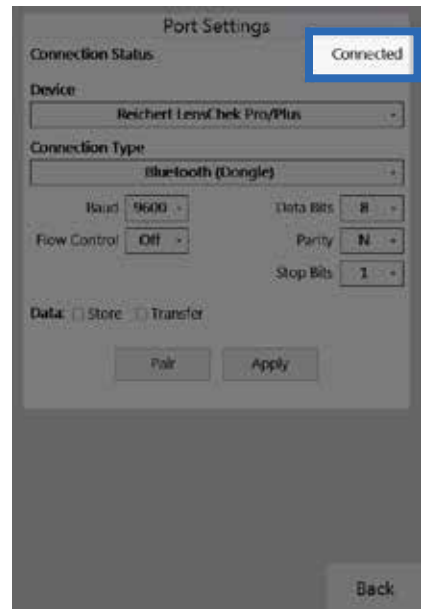 Port Settings
Connection Status Connected
Device
Reichert LensChek Pro/Plus
Connection Type
Bluetooth (Dongle)
Baud 9600 Data Bits 8
Flow Control Off Parity N
Stop Bits 1
Data: Store Transfer
Pair Apply
Back